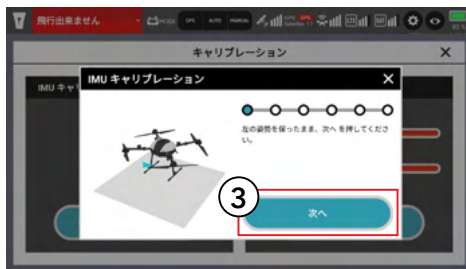 飛行出来ません
MODE
GPS
AUTO
MANUAL
キャリブレーション
IMU キャリブレーション
左の姿勢を保ったまま、次へ を押してくださ
い。
③
次へ